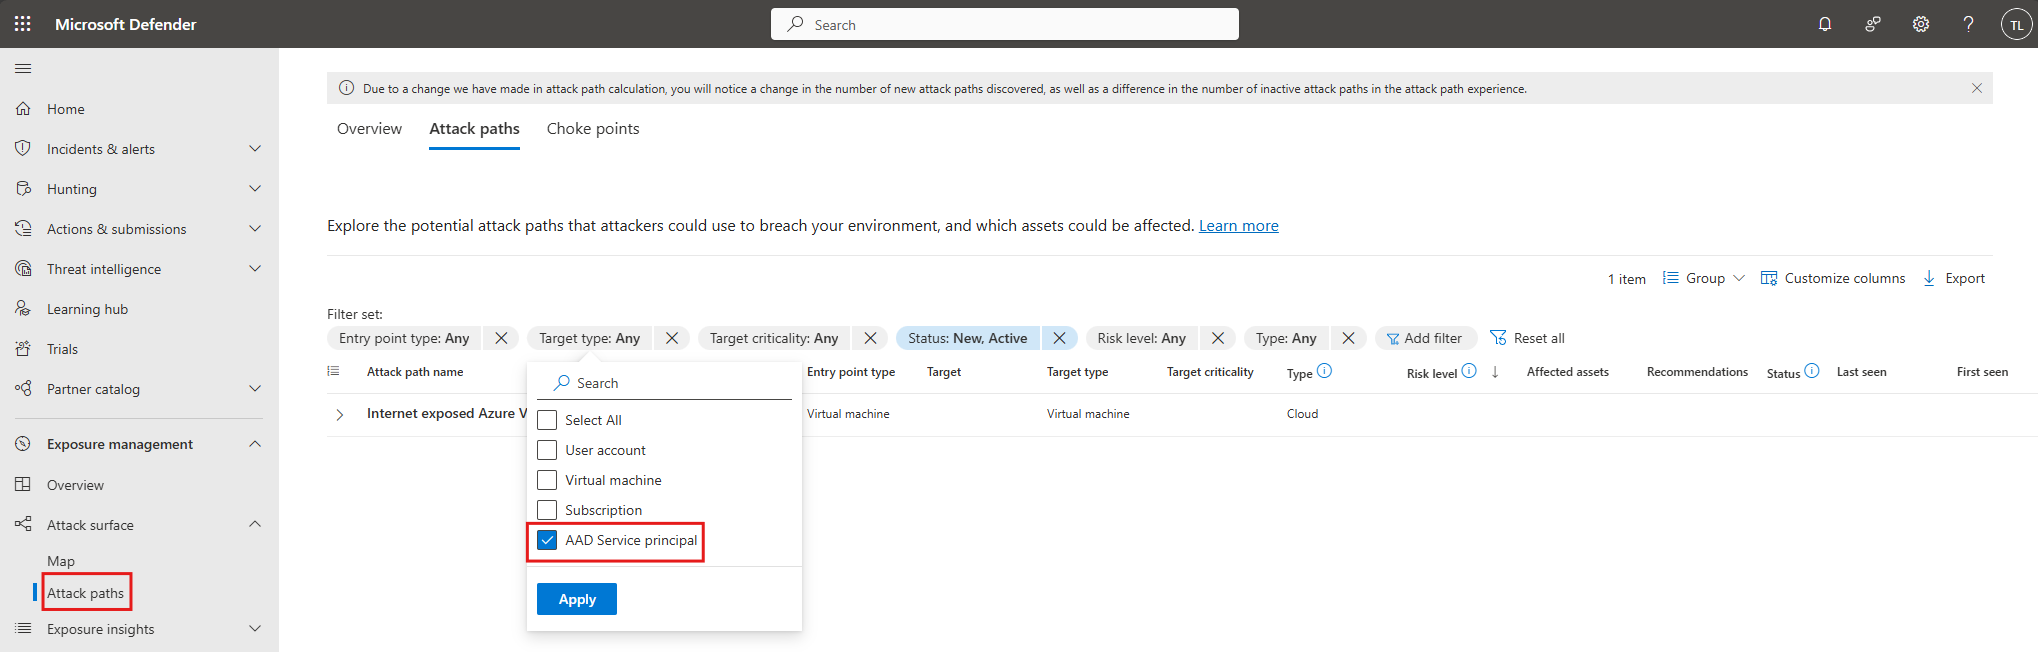 Microsoft Defender
Search
TL
Home
Incidents & alerts
Hunting
Actions & submissions
Threat intelligence
Learning hub
Trials
Partner catalog
Exposure management
Overview
Attack surface
Map
Attack paths
Exposure insights
Due to a change we have made in attack path calculation, you will notice a change in the number of new attack paths discovered, as well as a difference in the number of inactive attack paths in the attack path experience.
Overview Attack paths Choke points
Explore the potential attack paths that attackers could use to breach your environment, and which assets could be affected. Learn more
1 item Group Customize columns Export
Filter set:
Entry point type: Any Target type: Any Target criticality: Any Status: New, Active Risk level: Any Type: Any Add filter Reset all
Attack path name Entry point type Target Target type Target criticality Type Risk level Affected assets Recommendations Status Last seen First seen
Internet exposed Azure V Virtual machine Virtual machine Cloud
Search
Select All
User account
Virtual machine
Subscription
AAD Service principal
Apply